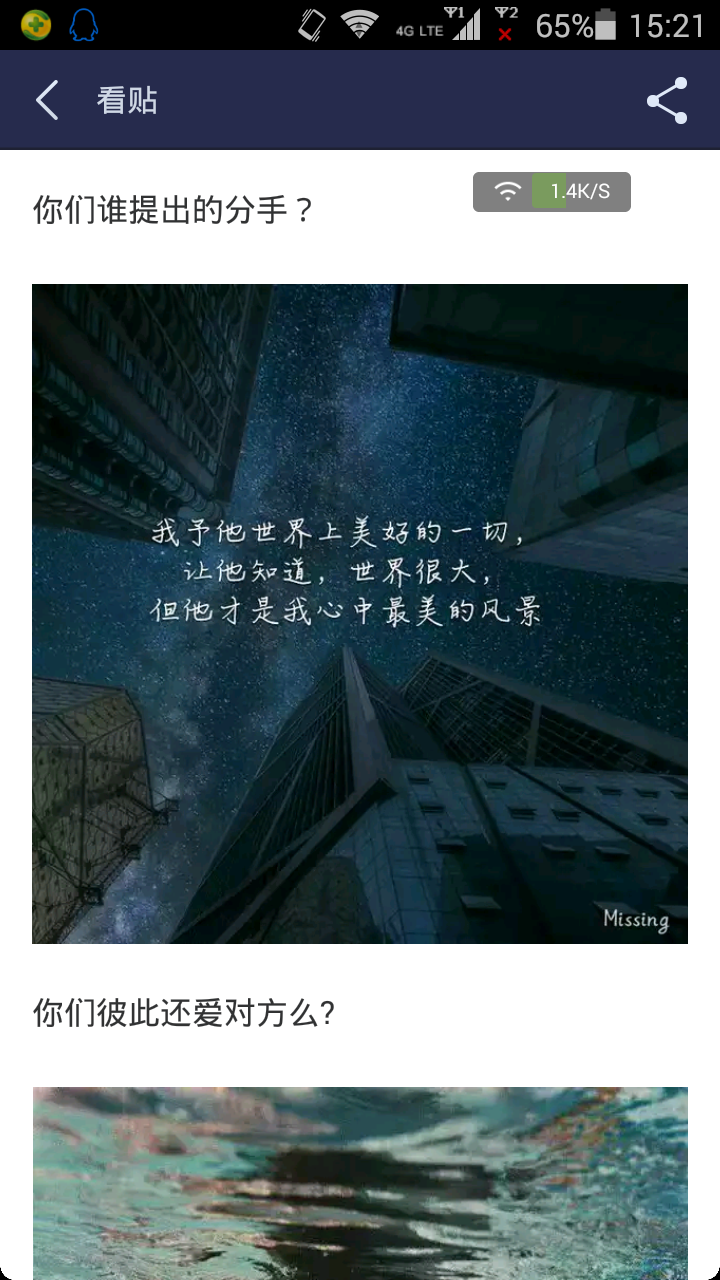 4G LTE 1 2 65% 15:21
看贴
1.4K/S
你们谁提出的分手？
我予他世界上美好的一切，
让他知道，世界很大，
但他才是我心中最美的风景
Missing
你们彼此还爱对方么?